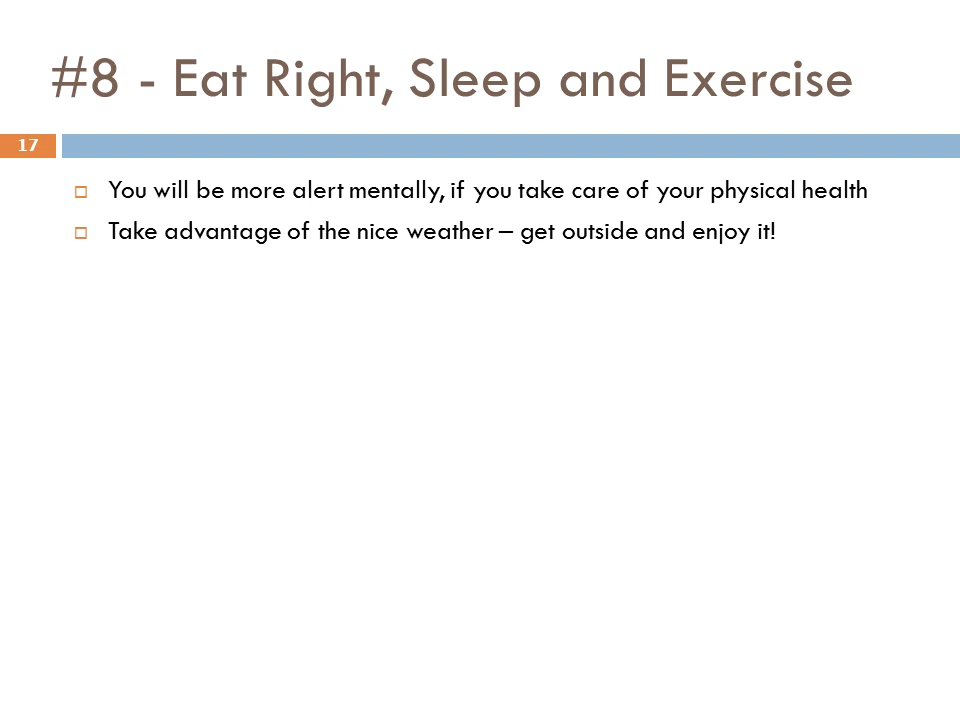 #8 - Eat Right, Sleep and Exercise
17
You will be more alert mentally, if you take care of your physical health
Take advantage of the nice weather – get outside and enjoy it!